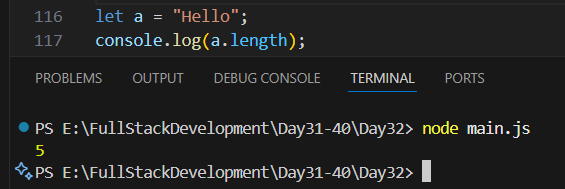 116 let a = "Hello";
117 console.log(a.length);
PROBLEMS OUTPUT DEBUG CONSOLE TERMINAL PORTS
PS E:\FullStackDevelopment\Day31-40\Day32> node main.js
5
PS E:\FullStackDevelopment\Day31-40\Day32>